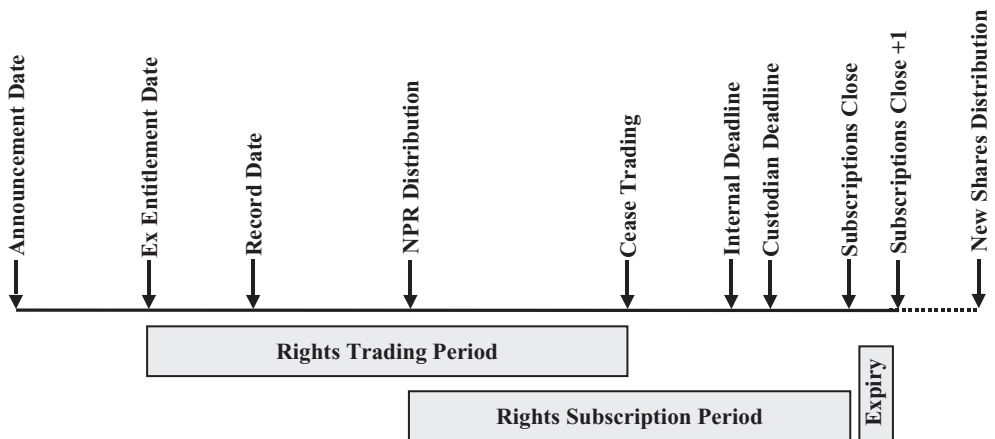 Announcement Date
Ex Entitlement Date
Record Date
NPR Distribution
Cease Trading
Internal Deadline
Custodian Deadline
Subscriptions Close
Subscriptions Close +1
New Shares Distribution
Rights Trading Period
Rights Subscription Period
Expiry